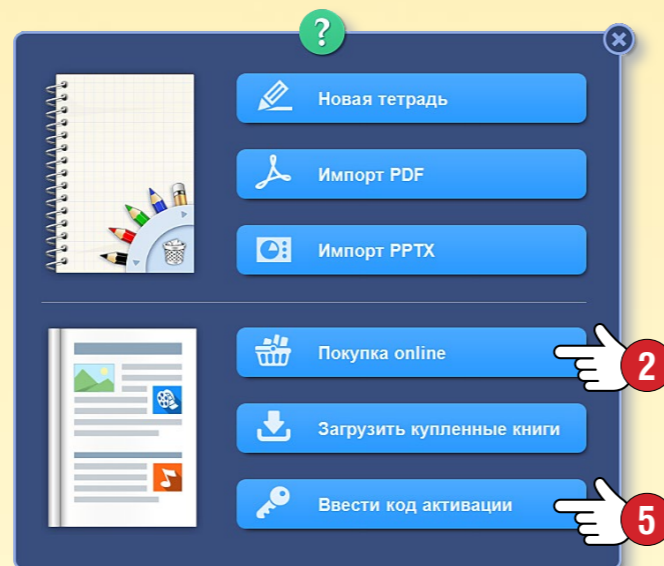 ?
Новая тетрадь
Импорт PDF
Импорт PPTX
Покупка online
2
Загрузить купленные книги
Ввести код активации
5